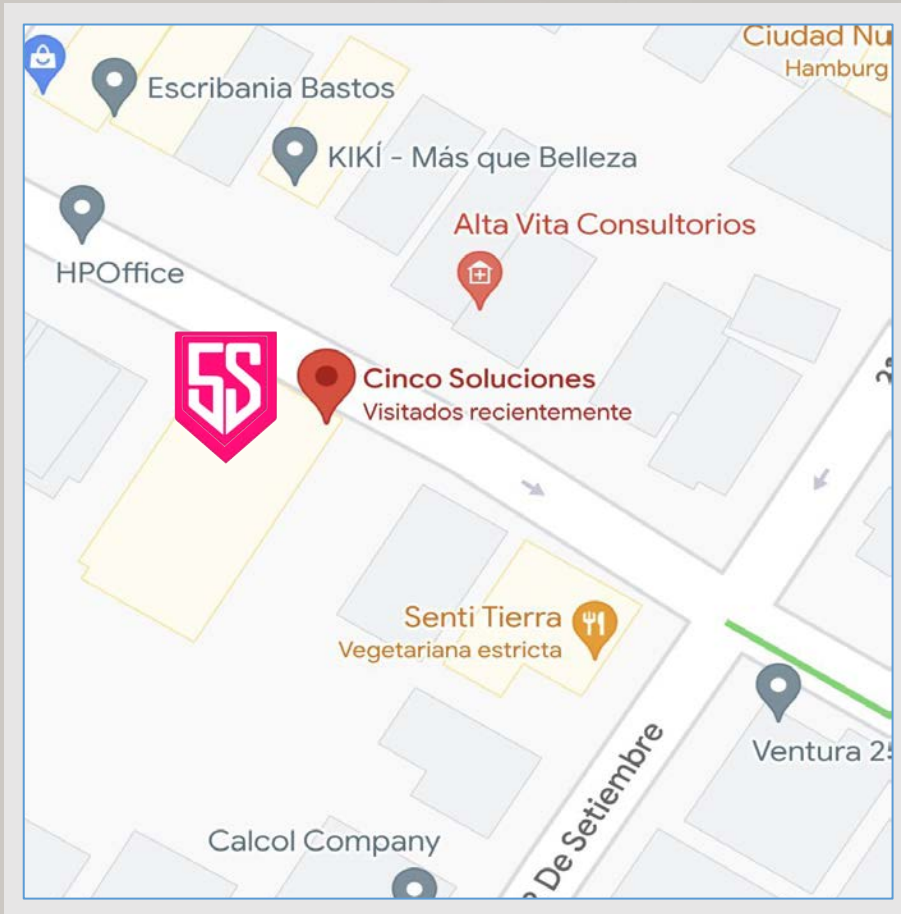 Ciudad Nu
Hamburg
Escribania Bastos
KIKÍ - Más que Belleza
Alta Vita Consultorios
HPOffice
5S
Cinco Soluciones
Visitados recientemente
Senti Tierra
Vegetariana estricta
De Setiembre
Ventura 25
Calcol Company